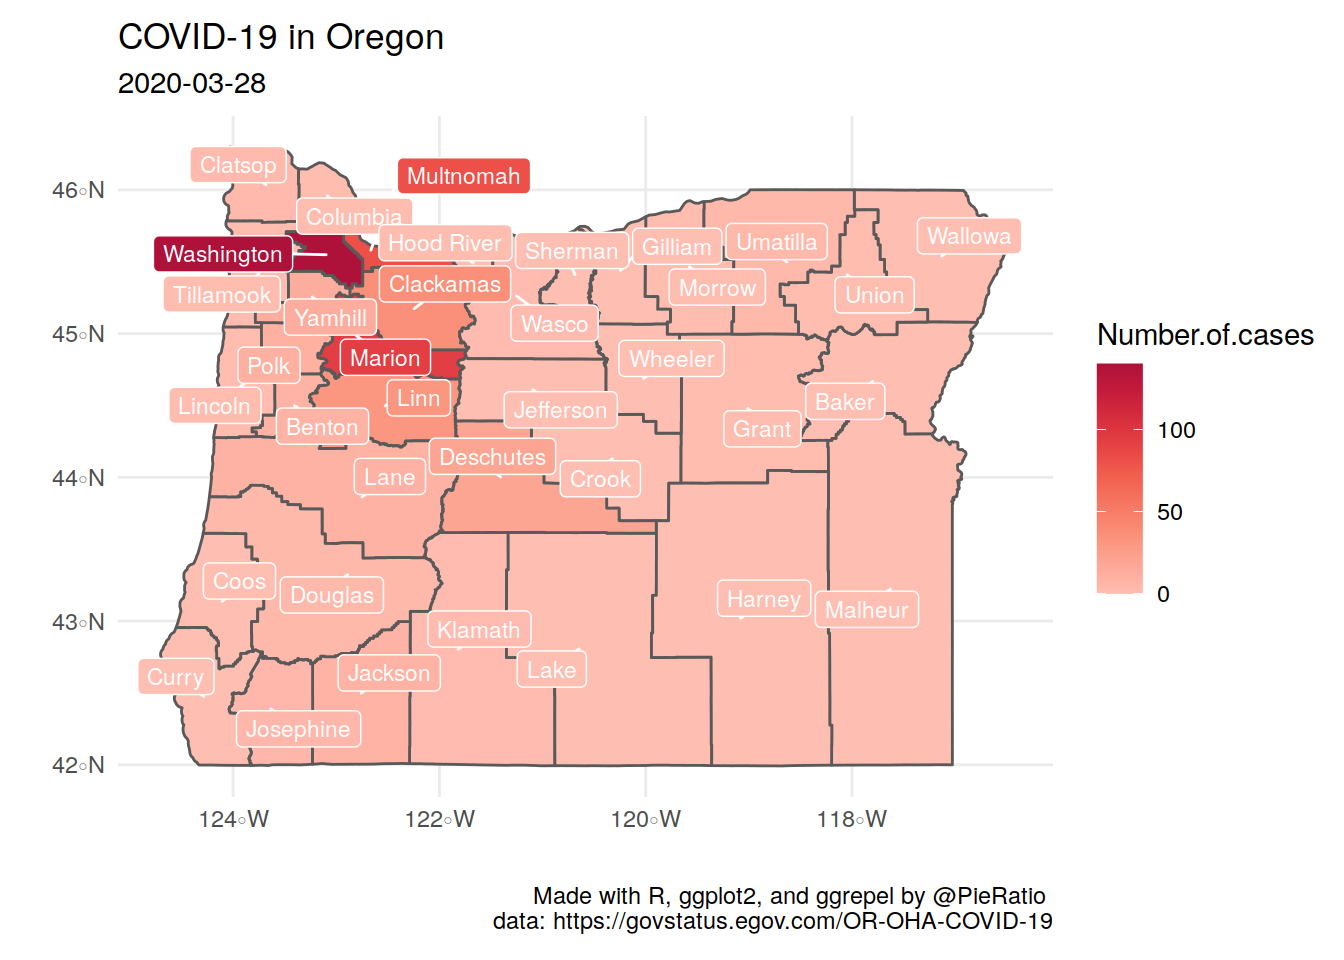 COVID-19 in Oregon
2020-03-28
Clatsop
Multnomah
46°N
Columbia
Wallowa
Hood River
Umatilla
Gilliam
Sherman
Washington
Clackamas
Morrow
Tillamook
Union
Yamhill
Wasco
45°N
Number.of.cases
Marion
Wheeler
Polk
Linn
Baker
Lincoln
Jefferson
Benton
Grant
100
Deschutes
44°N
Lane
Crook
50
Coos
Douglas
0
Harney
Malheur
43°N
Klamath
Lake
Curry
Jackson
Josephine
42°N
124°W
122°W
120°W
118°W
Made with R, ggplot2, and ggrepel by @PieRatio
data: https://govstatus.egov.com/OR-OHA-COVID-19